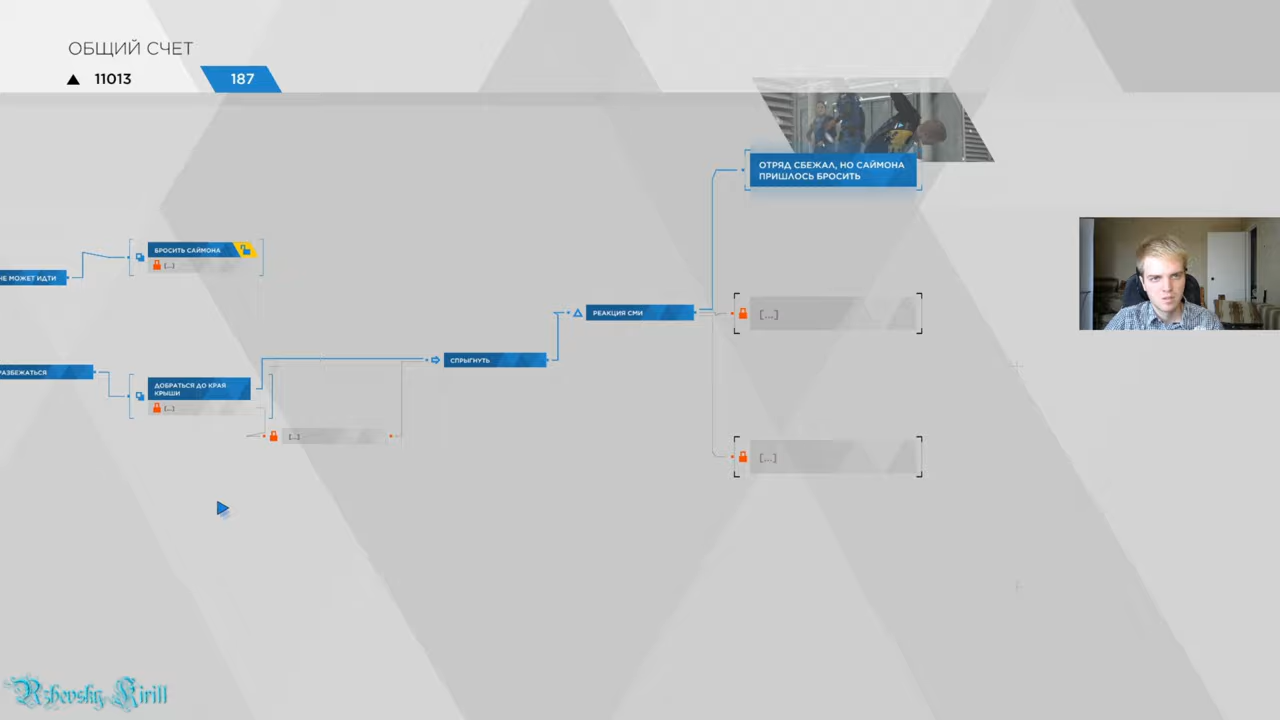 ОБЩИЙ СЧЕТ
11013
187
ОТРЯД СБЕЖАЛ, НО САЙМОНА
ПРИШЛОСЬ БРОСИТЬ
БРОСИТЬ САЙМОНА
[...]
НЕ МОЖЕТ ИДТИ
РЕАКЦИЯ СМИ
[...]
СПРЫГНУТЬ
РАЗБЕЖАТЬСЯ
ДОБРАТЬСЯ ДО КРАЯ
КРЫШИ
[...]
[...]
[...]
Rzhevsky Kirill